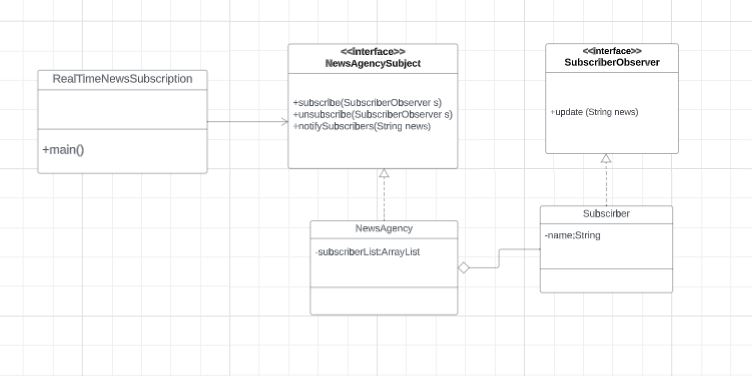 RealTimeNewsSubscription
+main()
<<Interface>>
NewsAgencySubject
+subscribe(SubscriberObserver s)
+unsubscribe(SubscriberObserver s)
+notifySubscribers(String news)
<<Interface>>
SubscriberObserver
+update (String news)
NewsAgency
-subscriberList:ArrayList
Subscirber
-name;String